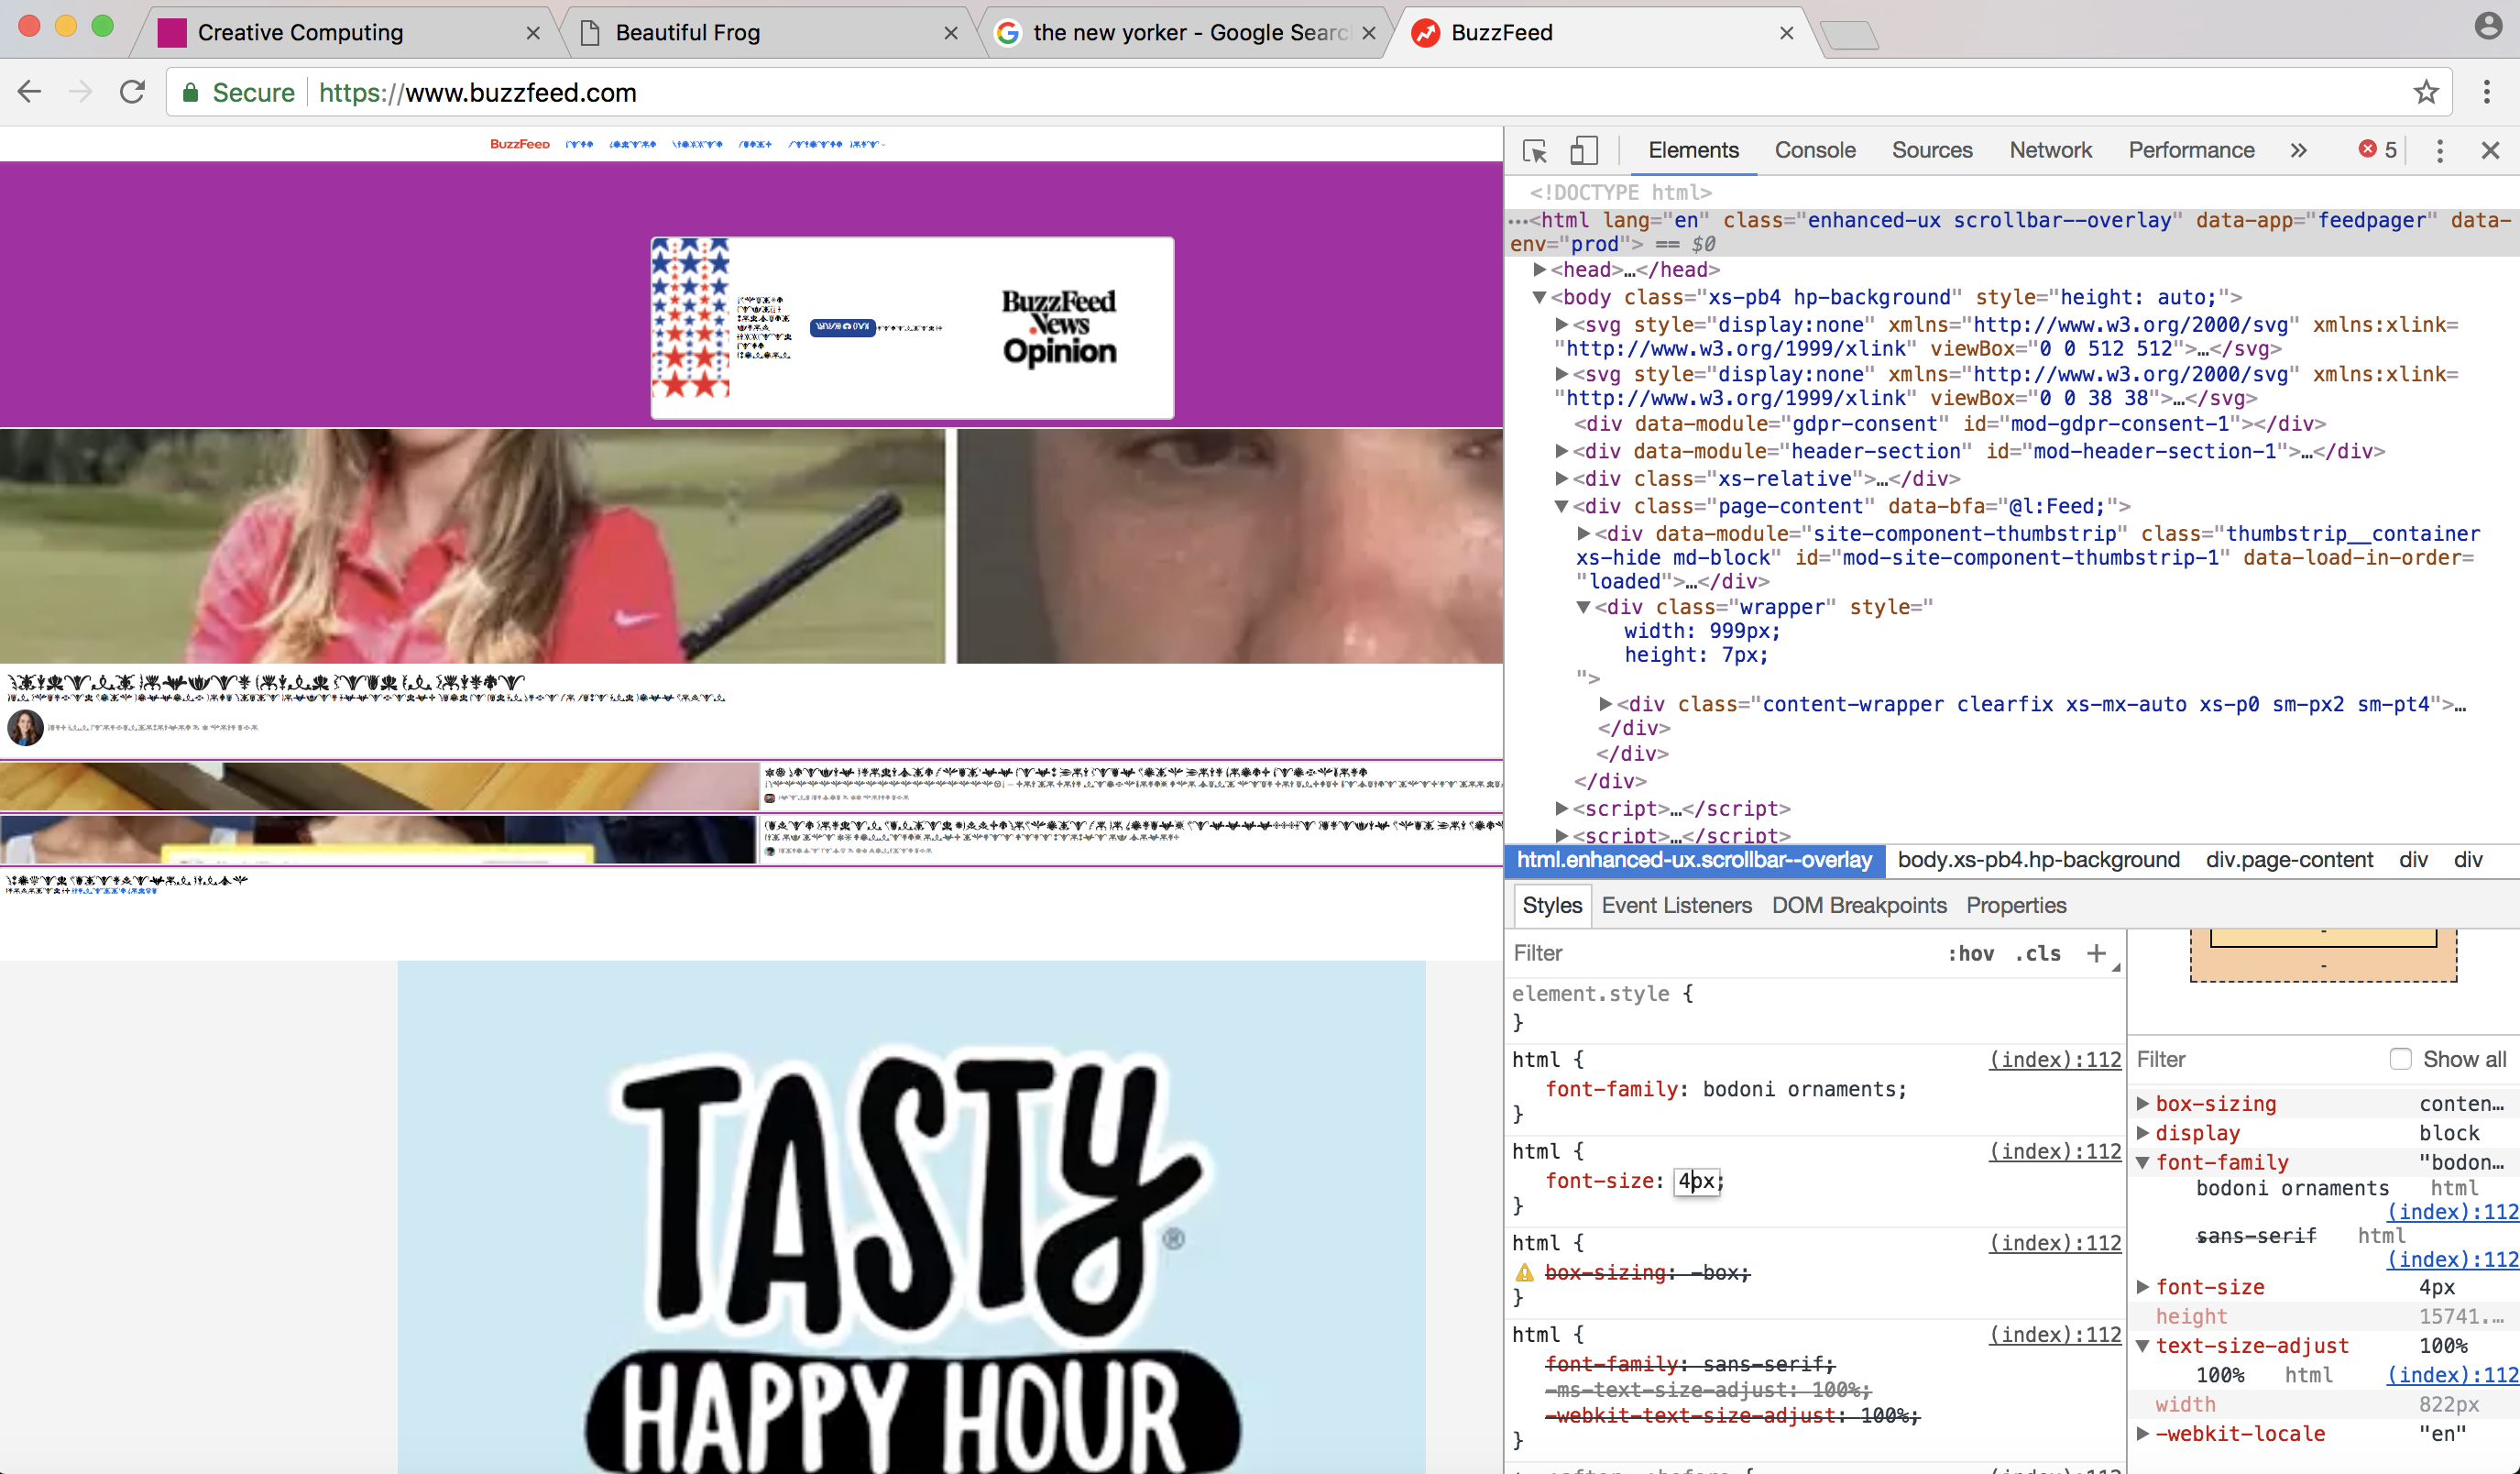 Creative Computing
Beautiful Frog
the new yorker - Google Searc
BuzzFeed
Secure https://www.buzzfeed.com
BuzzFeed
BuzzFeed
News
Opinion
TASTY
®
HAPPY HOUR
Elements Console Sources Network Performance » 5
<!DOCTYPE html>
…<html lang="en" class="enhanced-ux scrollbar--overlay" data-app="feedpager" data-
env="prod"> == $0
<head>…</head>
<body class="xs-pb4 hp-background" style="height: auto;">
<svg style="display:none" xmlns="http://www.w3.org/2000/svg" xmlns:xlink=
"http://www.w3.org/1999/xlink" viewBox="0 0 512 512">…</svg>
<svg style="display:none" xmlns="http://www.w3.org/2000/svg" xmlns:xlink=
"http://www.w3.org/1999/xlink" viewBox="0 0 38 38">…</svg>
<div data-module="gdpr-consent" id="mod-gdpr-consent-1"></div>
<div data-module="header-section" id="mod-header-section-1">…</div>
<div class="xs-relative">…</div>
<div class="page-content" data-bfa="@l:Feed;">
<div data-module="site-component-thumbstrip" class="thumbstrip__container
xs-hide md-block" id="mod-site-component-thumbstrip-1" data-load-in-order=
"loaded">…</div>
<div class="wrapper" style="
width: 999px;
height: 7px;
">
<div class="content-wrapper clearfix xs-mx-auto xs-p0 sm-px2 sm-pt4">…
</div>
</div>
</div>
<script>…</script>
<script>…</script>
html.enhanced-ux.scrollbar--overlay body.xs-pb4.hp-background div.page-content div div
Styles Event Listeners DOM Breakpoints Properties
Filter :hov .cls +
element.style {
}
html { (index):112
font-family: bodoni ornaments;
}
html { (index):112
font-size: 4px;
}
html { (index):112
box-sizing: -box;
}
html { (index):112
font-family: sans-serif;
-ms-text-size-adjust: 100%;
-webkit-text-size-adjust: 100%;
}
-
-
Filter Show all
box-sizing conten…
display block
font-family "bodon…
bodoni ornaments html
(index):112
sans-serif html
(index):112
font-size 4px
height 15741.…
text-size-adjust 100%
100% html (index):112
width 822px
-webkit-locale "en"